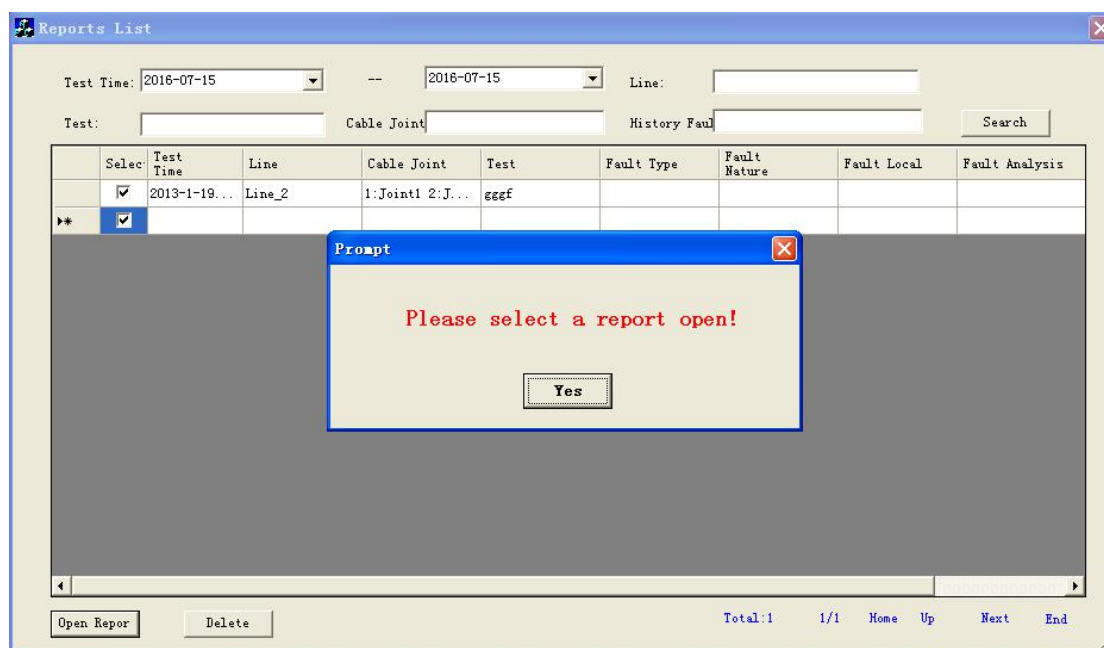 Reports List
Test Time: 2016-07-15 -- 2016-07-15 Line:
Test: Cable Joint History Faul Search
Selec Test Time Line Cable Joint Test Fault Type Fault Nature Fault Local Fault Analysis
2013-1-19... Line_2 1:Joint1 2:J... gggf
Prompt
Please select a report open!
Yes
Open Repor Delete Total:1 1/1 Home Up Next End